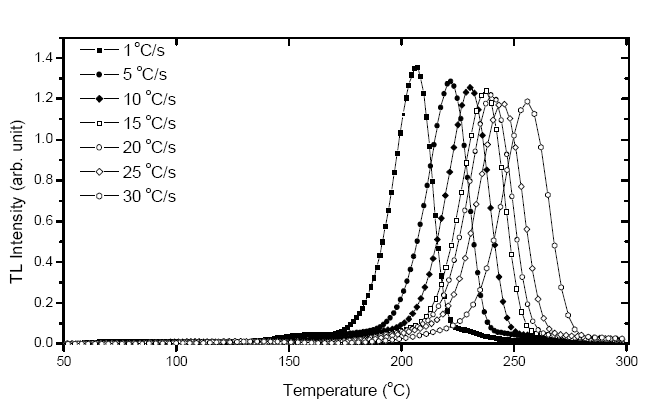 1.4
1.2
1.0
0.8
0.6
0.4
0.2
0.0
TL Intensity (arb. unit)
1 °C/s
5 °C/s
10 °C/s
15 °C/s
20 °C/s
25 °C/s
30 °C/s
50 100 150 200 250 300
Temperature (°C)